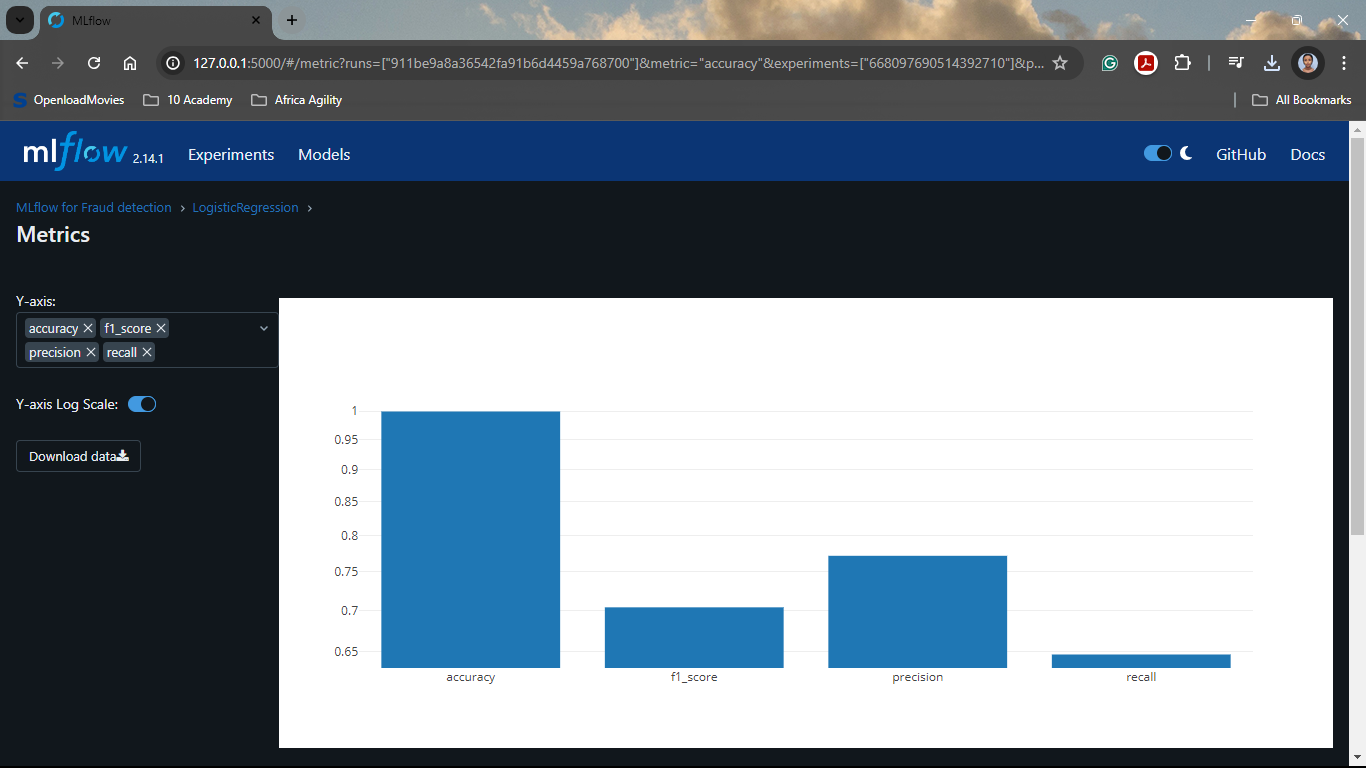 MLflow
127.0.0.1:5000/#/metric?runs=["911be9a8a36542fa91b6d4459a768700"]&metric="accuracy"&experiments=["668097690514392710"]&p...
OpenloadMovies 10 Academy Africa Agility All Bookmarks
mlflow 2.14.1 Experiments Models GitHub Docs
MLflow for Fraud detection › LogisticRegression ›
Metrics
Y-axis:
accuracy × f1_score ×
precision × recall ×
Y-axis Log Scale:
Download data
1
0.95
0.9
0.85
0.8
0.75
0.7
0.65
accuracy f1_score precision recall